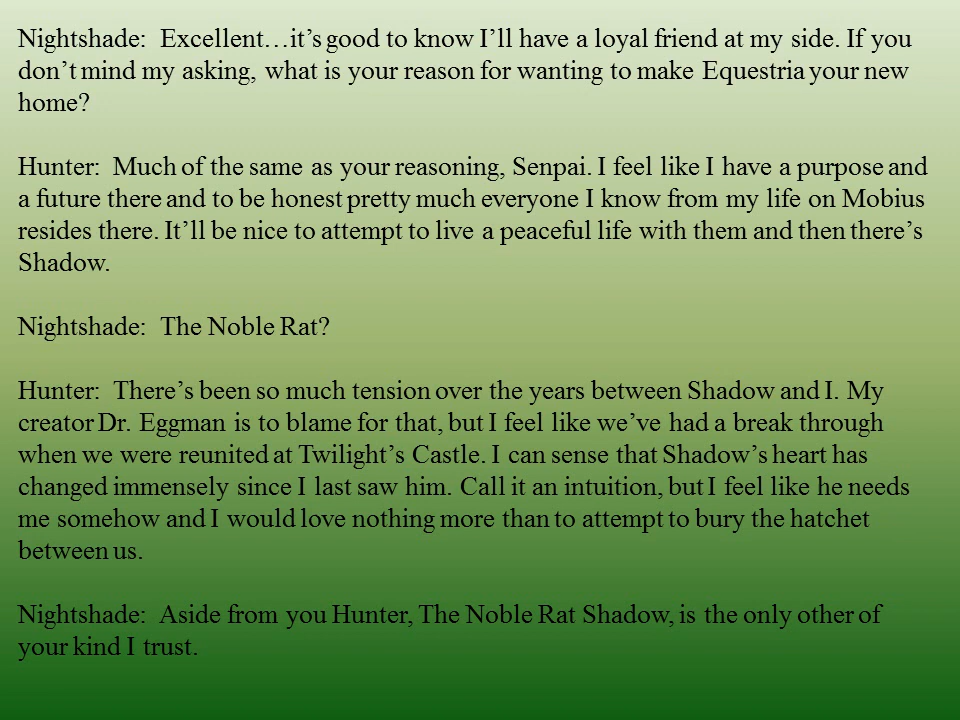 Nightshade:  Excellent…it’s good to know I’ll have a loyal friend at my side. If you
don’t mind my asking, what is your reason for wanting to make Equestria your new
home?
Hunter:  Much of the same as your reasoning, Senpai. I feel like I have a purpose and
a future there and to be honest pretty much everyone I know from my life on Mobius
resides there. It’ll be nice to attempt to live a peaceful life with them and then there’s
Shadow.
Nightshade:  The Noble Rat?
Hunter:  There’s been so much tension over the years between Shadow and I. My
creator Dr. Eggman is to blame for that, but I feel like we’ve had a break through
when we were reunited at Twilight’s Castle. I can sense that Shadow’s heart has
changed immensely since I last saw him. Call it an intuition, but I feel like he needs
me somehow and I would love nothing more than to attempt to bury the hatchet
between us.
Nightshade:  Aside from you Hunter, The Noble Rat Shadow, is the only other of
your kind I trust.